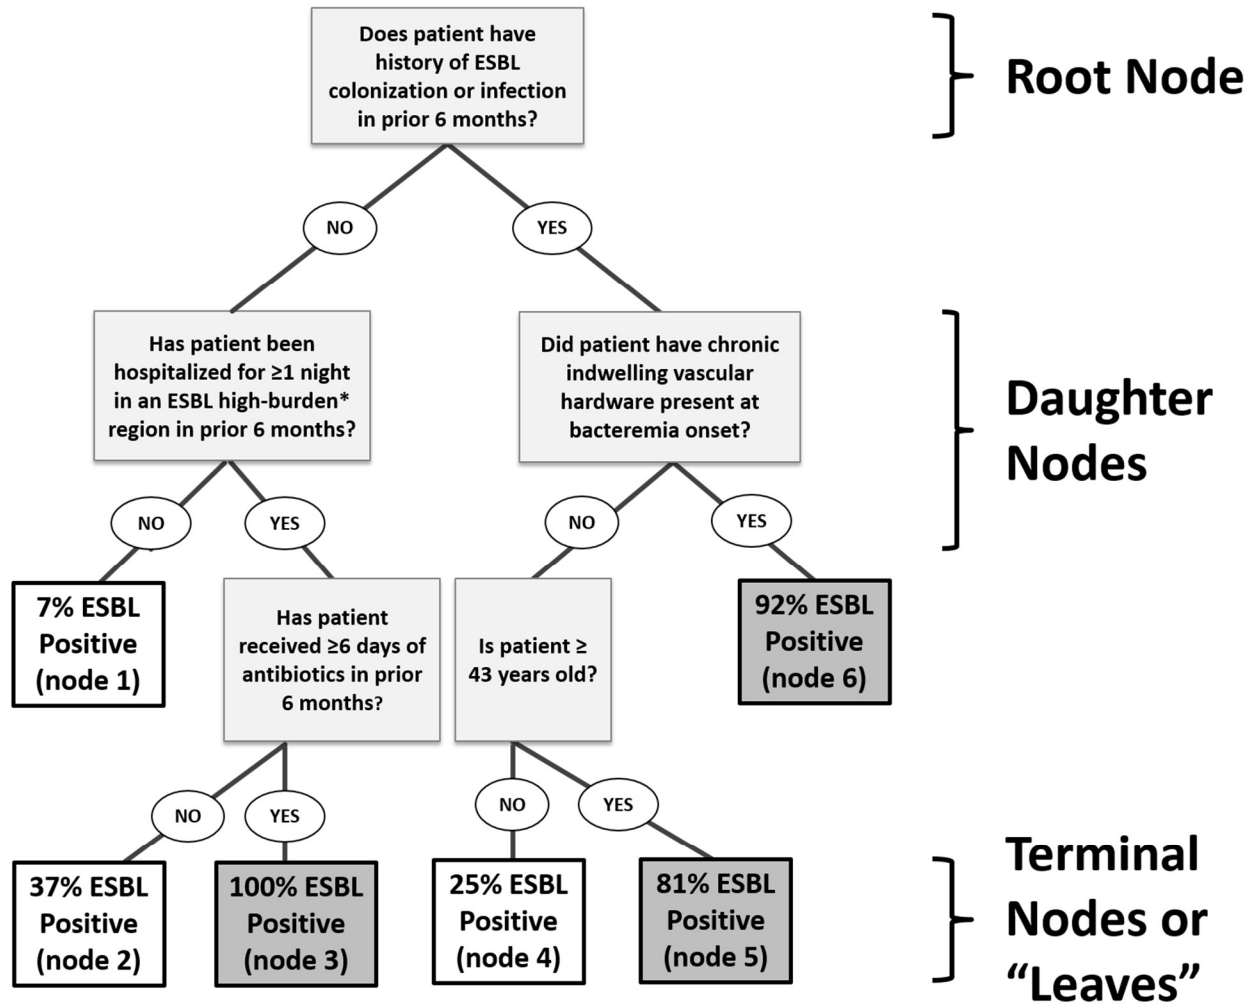 Does patient have
history of ESBL
colonization or infection
in prior 6 months?
Root Node
NO
YES
Has patient been
hospitalized for ≥1 night
in an ESBL high-burden*
region in prior 6 months?
Did patient have chronic
indwelling vascular
hardware present at
bacteremia onset?
Daughter
Nodes
NO
YES
NO
YES
7% ESBL
Positive
(node 1)
Has patient
received ≥6 days of
antibiotics in prior
6 months?
Is patient ≥
43 years old?
92% ESBL
Positive
(node 6)
NO
YES
NO
YES
37% ESBL
Positive
(node 2)
100% ESBL
Positive
(node 3)
25% ESBL
Positive
(node 4)
81% ESBL
Positive
(node 5)
Terminal
Nodes or
“Leaves”